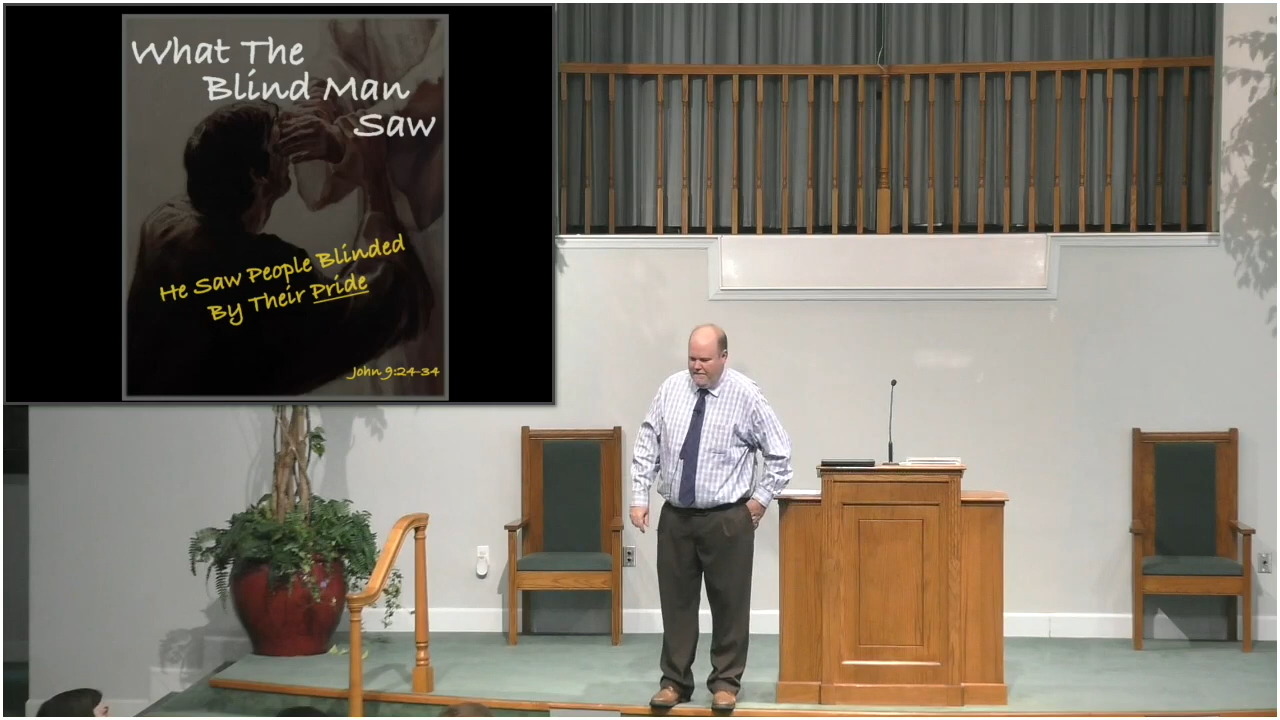 What The
Blind Man
Saw
He Saw People Blinded
By Their Pride
John 9:24-34